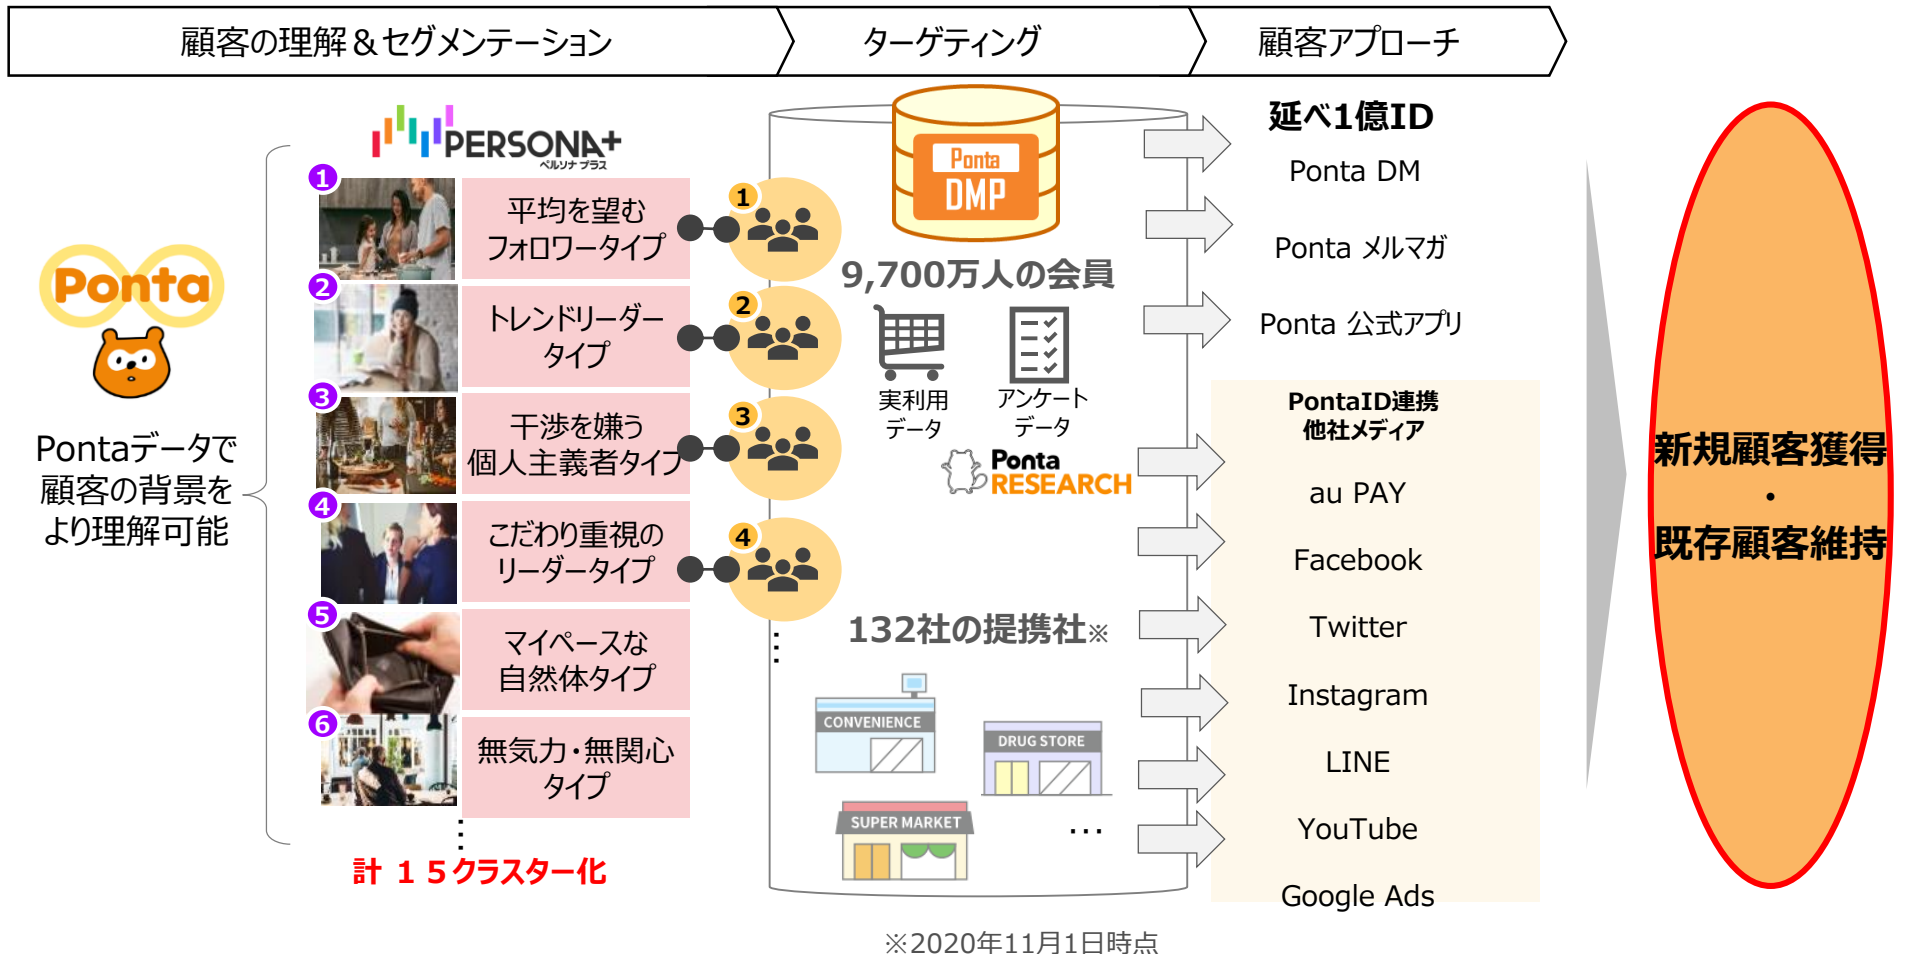 顧客の理解＆セグメンテーション
ターゲティング
顧客アプローチ
Ponta
Pontaデータで
顧客の背景を
より理解可能
PERSONA+
ペルソナ プラス
1
平均を望む
フォロワータイプ
2
トレンドリーダー
タイプ
3
干渉を嫌う
個人主義者タイプ
4
こだわり重視の
リーダータイプ
5
マイペースな
自然体タイプ
6
無気力・無関心
タイプ
⋮
計 １５クラスター化
1
2
3
4
⋮
Ponta
DMP
9,700万人の会員
実利用
データ
アンケート
データ
Ponta
RESEARCH
132社の提携社※
CONVENIENCE
DRUG STORE
SUPER MARKET
…
延べ1億ID
Ponta DM
Ponta メルマガ
Ponta 公式アプリ
PontaID連携
他社メディア
au PAY
Facebook
Twitter
Instagram
LINE
YouTube
Google Ads
新規顧客獲得
・
既存顧客維持
※2020年11月1日時点